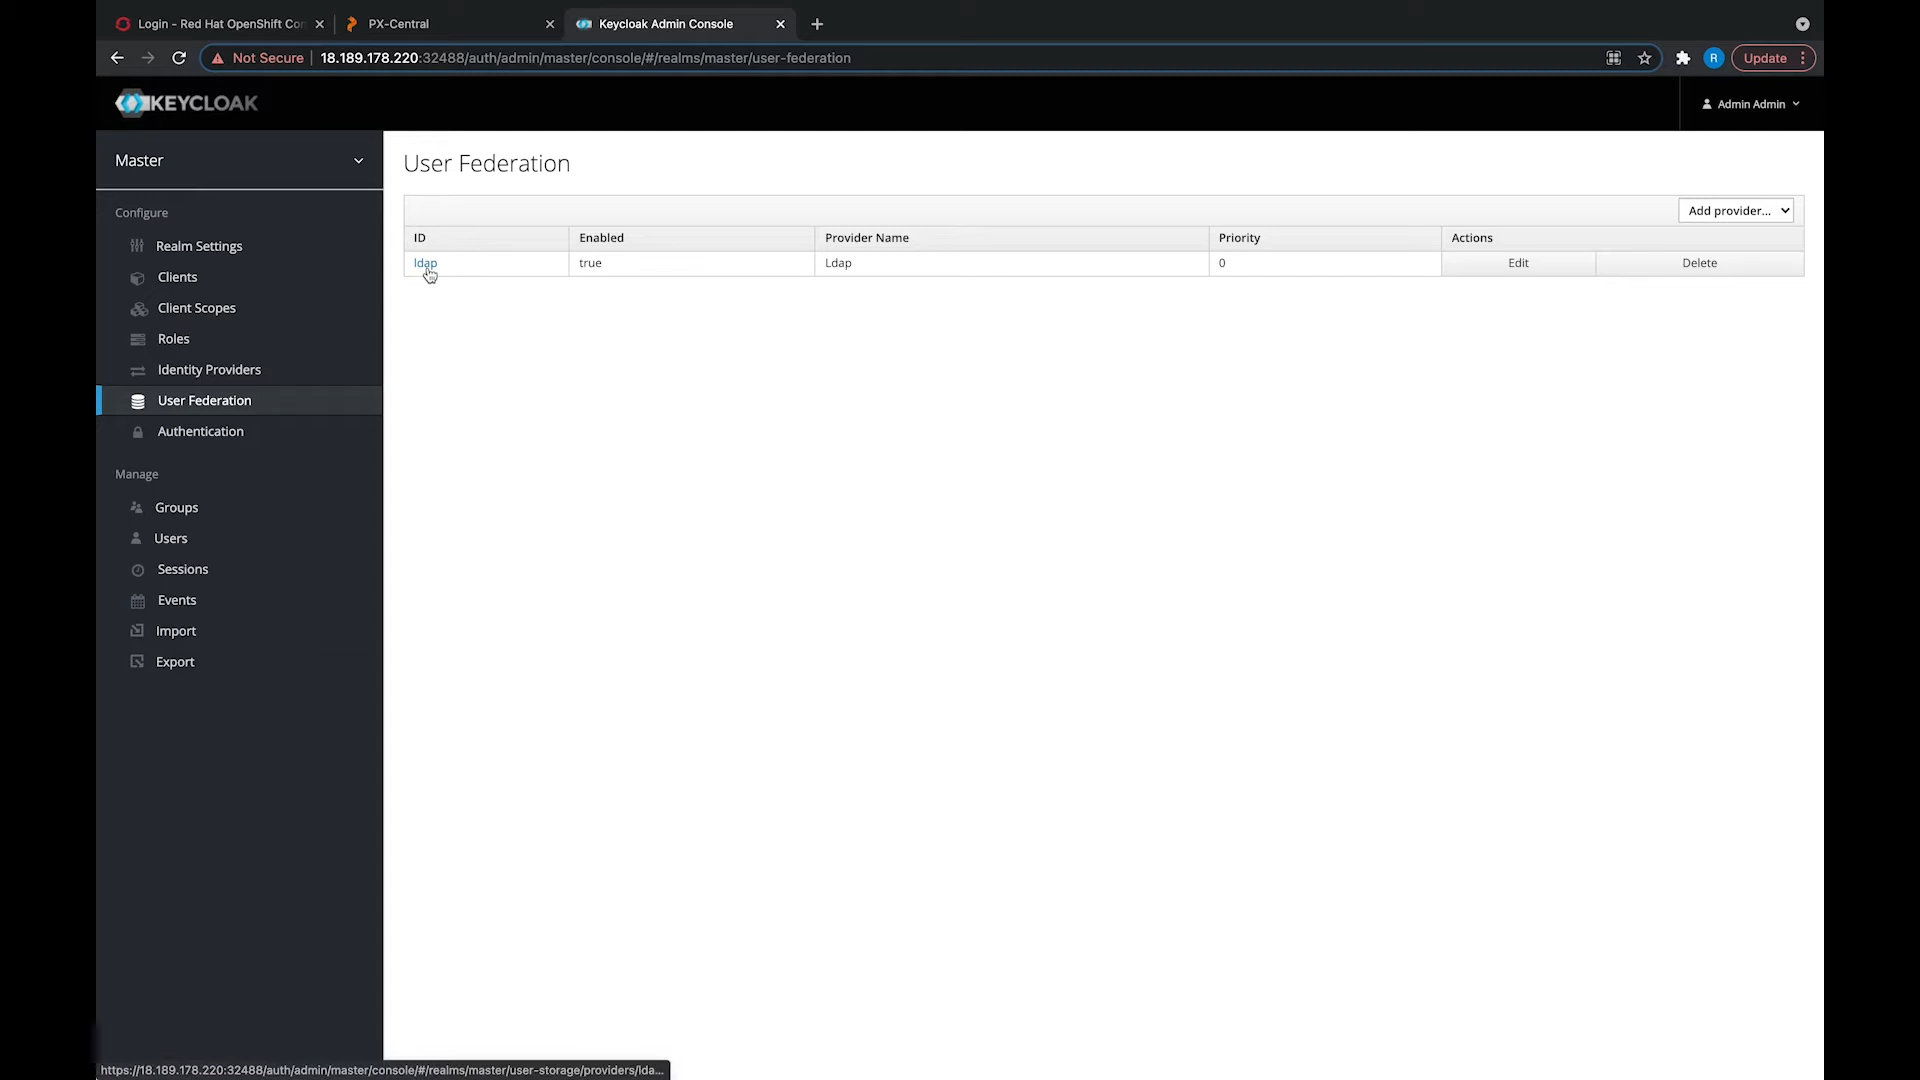 Login - Red Hat OpenShift Con
PX-Central
Keycloak Admin Console
Not Secure
18.189.178.220:32488/auth/admin/master/console/#/realms/master/user-federation
R
Update
KEYCLOAK
Admin Admin
Master
Configure
Realm Settings
Clients
Client Scopes
Roles
Identity Providers
User Federation
Authentication
Manage
Groups
Users
Sessions
Events
Import
Export
User Federation
Add provider...
ID Enabled Provider Name Priority Actions
ldap true Ldap 0 Edit Delete
https://18.189.178.220:32488/auth/admin/master/console/#/realms/master/user-storage/providers/lda...